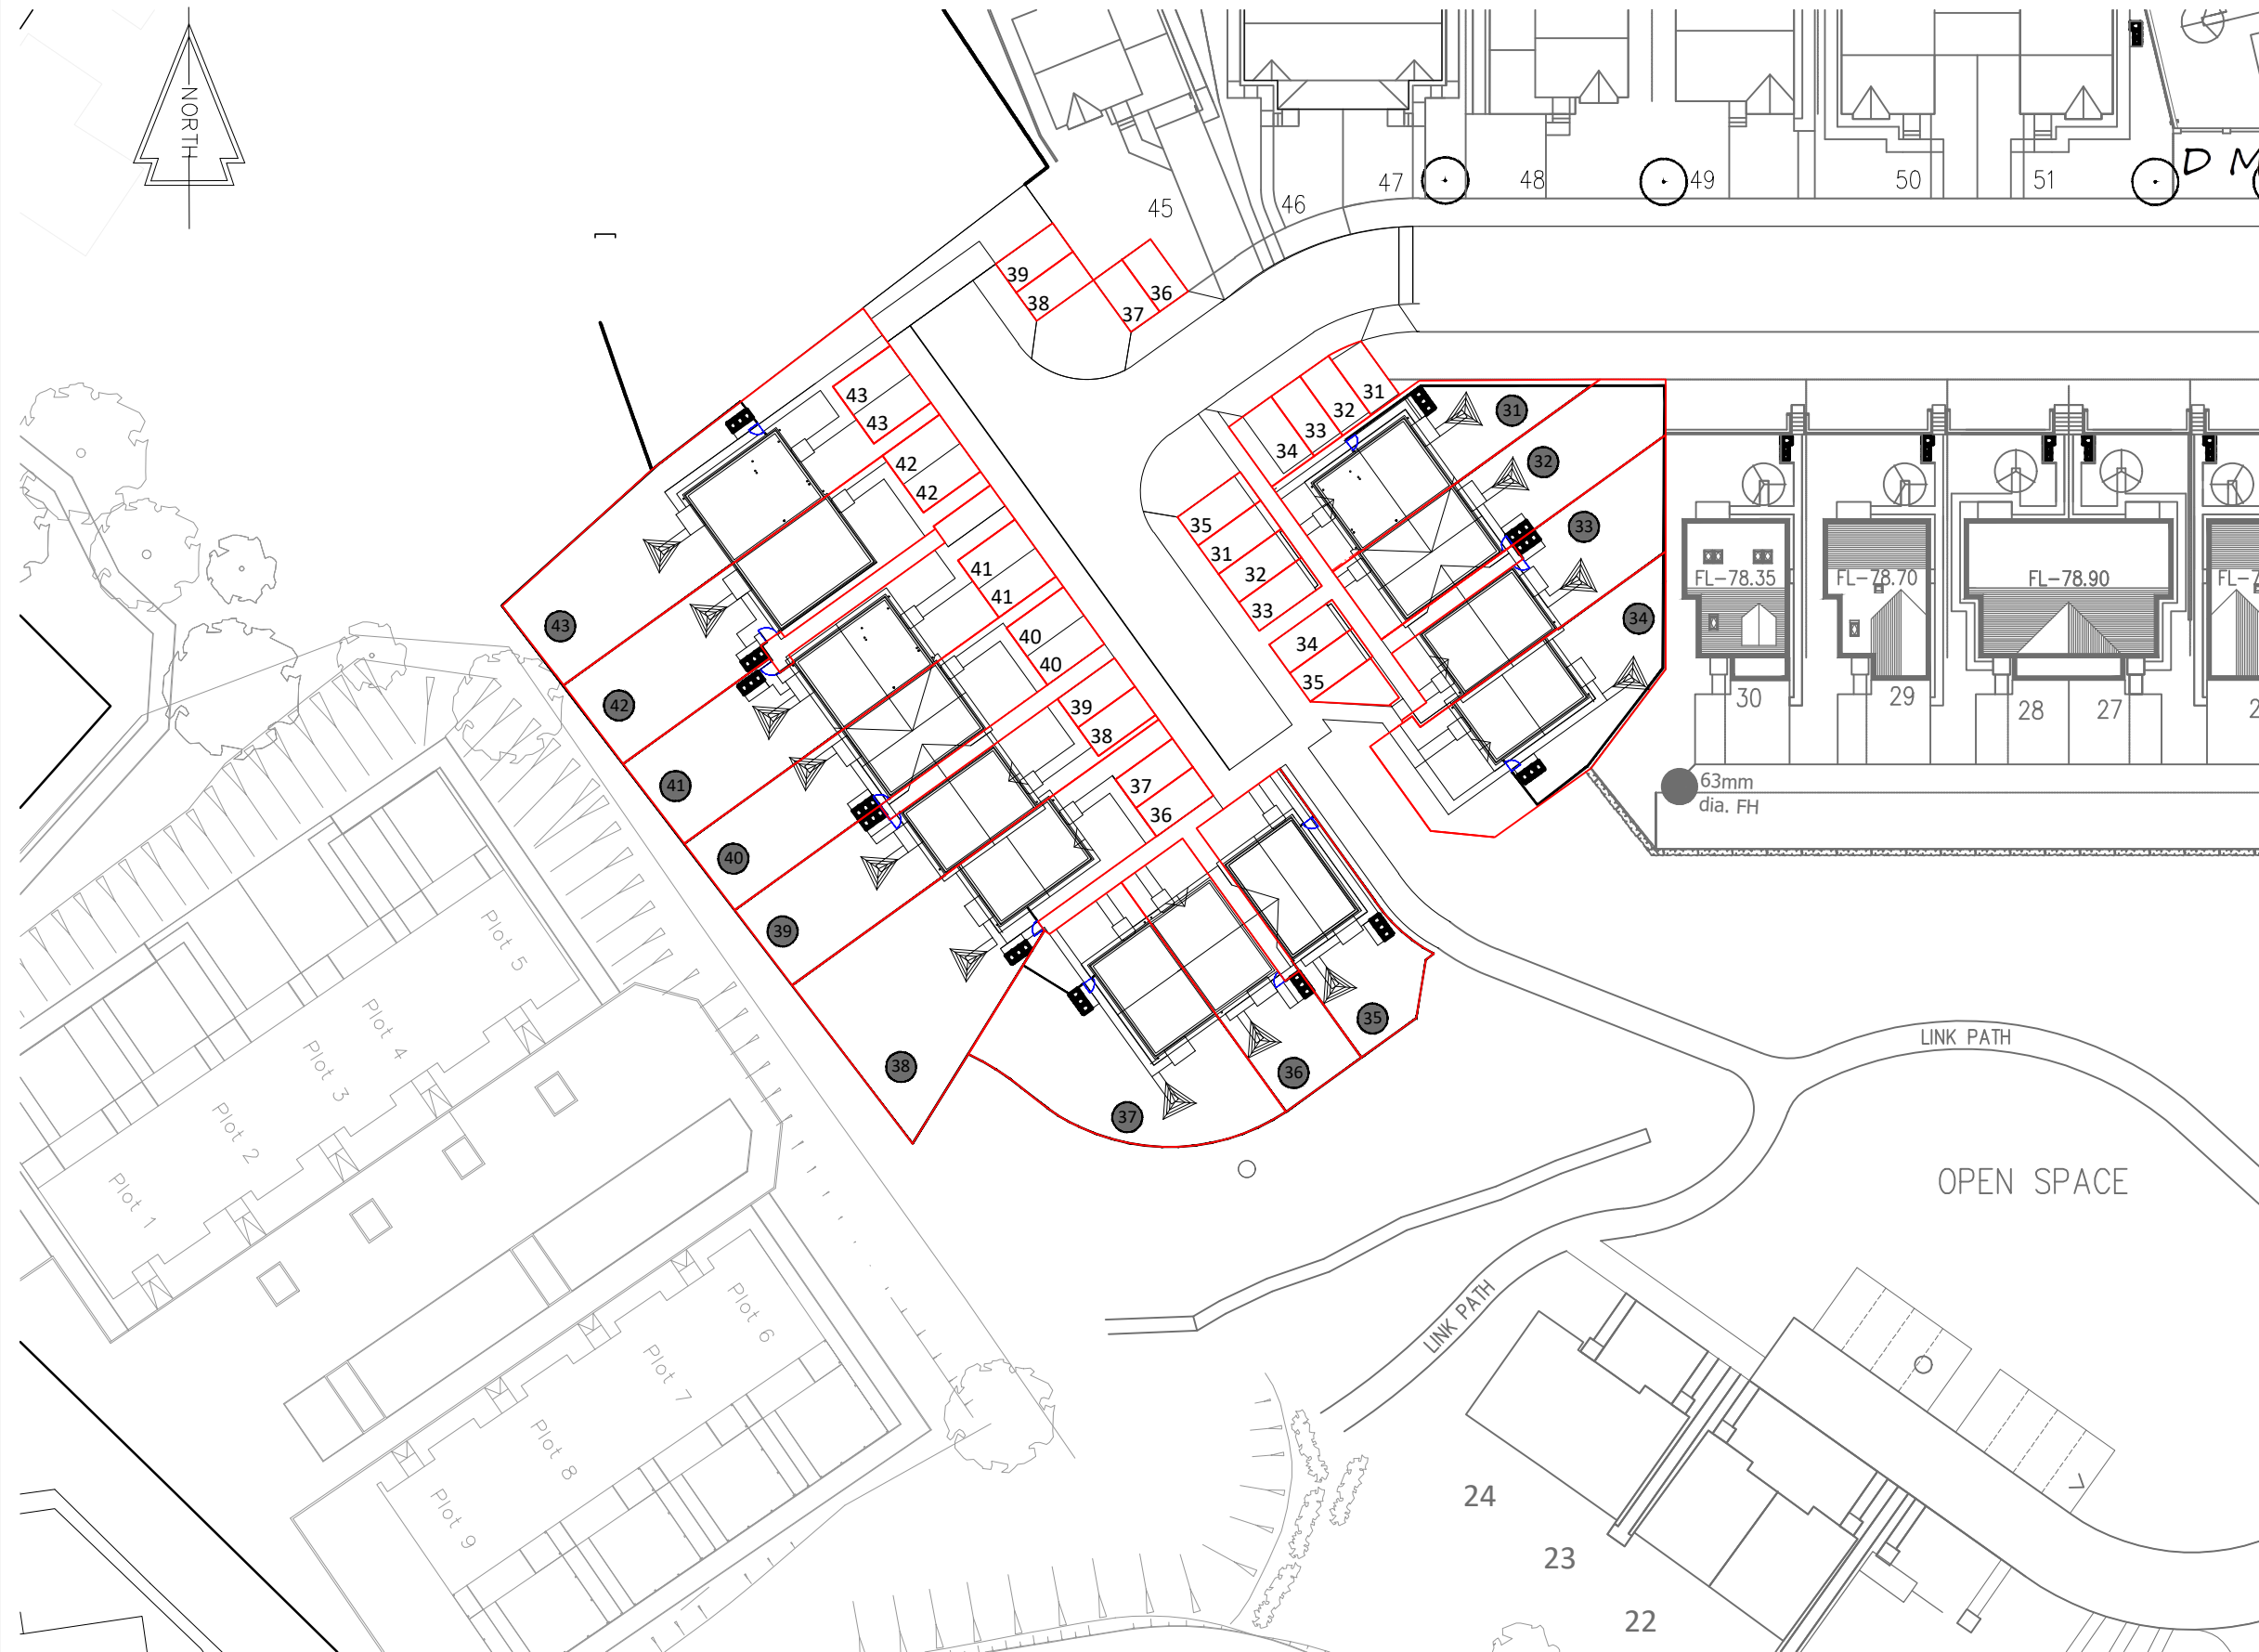 NORTH
D M
45
46
47
48
49
50
51
39
38
37
36
43
43
42
42
41
41
40
40
39
38
37
36
31
32
33
34
35
31
32
33
34
35
31
32
33
34
43
42
41
40
39
38
37
36
35
FL-78.35
FL-78.70
FL-78.90
FL-7
30
29
28
27
2
63mm
dia. FH
LINK PATH
OPEN SPACE
LINK PATH
Plot 5
Plot 4
Plot 3
Plot 2
Plot 1
Plot 6
Plot 7
Plot 8
Plot 9
24
23
22